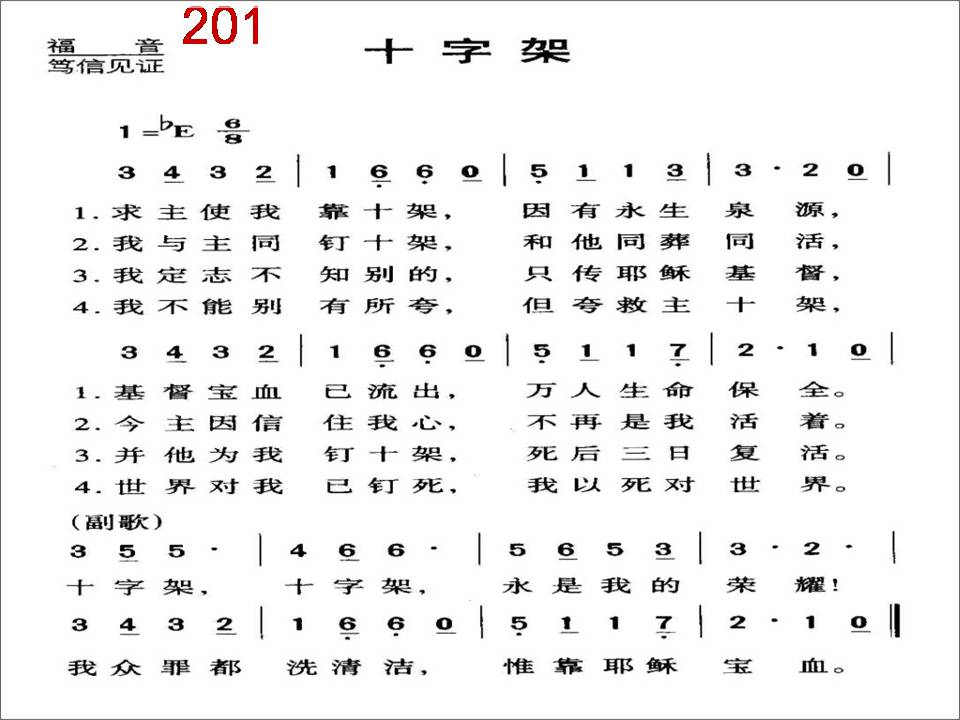 201
福 音
笃信见证
十字架
1=♭E 6/8
3 4 3 2 | 1 6 6 0 | 5 1 1 3 | 3 · 2 0 |
1.求主使我 靠十架， 因有永生 泉 源，
2.我与主同 钉十架， 和他同葬 同 活，
3.我定志不 知别的， 只传耶稣 基 督，
4.我不能别 有所夸， 但夸救主 十 架，
3 4 3 2 | 1 6 6 0 | 5 1 1 7 | 2 · 1 0 |
1.基督宝血 已流出， 万人生命 保 全。
2.今主因信 住我心， 不再是我 活 着。
3.并他为我 钉十架， 死后三日 复 活。
4.世界对我 已钉死， 我以死对 世 界。
(副歌)
3 5 5 · | 4 6 6 · | 5 6 5 3 | 3 · 2 · |
十字架， 十字架， 永是我的 荣 耀！
3 4 3 2 | 1 6 6 0 | 5 1 1 7 | 2 · 1 0 ‖
我众罪都 洗清洁， 惟靠耶稣 宝 血。